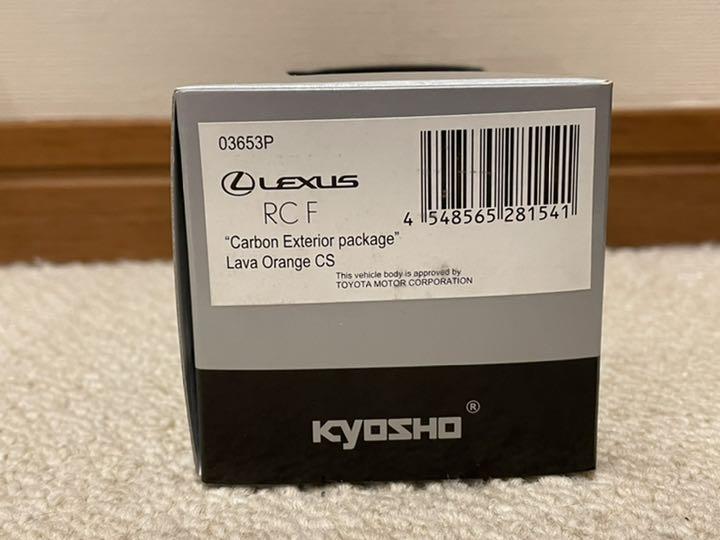 03653P
LEXUS
RC F
4 548565 281541
“Carbon Exterior package”
Lava Orange CS
This vehicle body is approved by
TOYOTA MOTOR CORPORATION
KYOSHO®